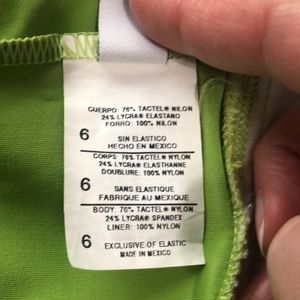 CUERPO: 76% TACTEL® NILON
24% LYCRA® ELASTANO
FORRO: 100% NILON
6 SIN ELASTICO
HECHO EN MEXICO
CORPS: 76% TACTEL® NYLON
24% LYCRA® ELASTHANNE
DOUBLURE: 100% NYLON
6 SANS ELASTIQUE
FABRIQUE AU MEXIQUE
BODY: 76% TACTEL® NYLON
24% LYCRA® SPANDEX
LINER: 100% NYLON
6 EXCLUSIVE OF ELASTIC
MADE IN MEXICO